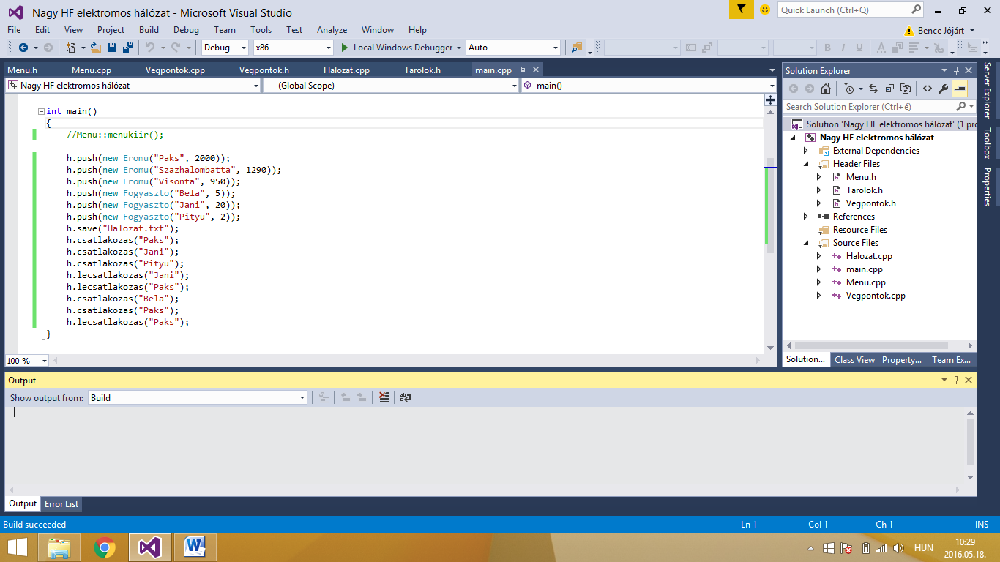 Nagy HF elektromos hálózat - Microsoft Visual Studio
Quick Launch (Ctrl+Q)
File Edit View Project Build Debug Team Tools Test Analyze Window Help
Bence Jójárt
Debug x86 Local Windows Debugger Auto
Menu.h Menu.cpp Vegpontok.cpp Vegpontok.h Halozat.cpp Tarolok.h main.cpp
Nagy HF elektromos hálózat (Global Scope) main()
int main()
{
//Menu::menukiir();
h.push(new Eromu("Paks", 2000));
h.push(new Eromu("Szazhalombatta", 1290));
h.push(new Eromu("Visonta", 950));
h.push(new Fogyaszto("Bela", 5));
h.push(new Fogyaszto("Jani", 20));
h.push(new Fogyaszto("Pityu", 2));
h.save("Halozat.txt");
h.csatlakozas("Paks");
h.csatlakozas("Jani");
h.csatlakozas("Pityu");
h.lecsatlakozas("Jani");
h.lecsatlakozas("Paks");
h.csatlakozas("Bela");
h.csatlakozas("Paks");
h.lecsatlakozas("Paks");
}
100 %
Solution Explorer
Search Solution Explorer (Ctrl+é)
Solution 'Nagy HF elektromos hálózat' (1 pro
Nagy HF elektromos hálózat
External Dependencies
Header Files
Menu.h
Tarolok.h
Vegpontok.h
References
Resource Files
Source Files
Halozat.cpp
main.cpp
Menu.cpp
Vegpontok.cpp
Solution... Class View Property... Team Ex...
Server Explorer
Toolbox
Properties
Output
Show output from: Build
Output Error List
Build succeeded
Ln 1 Col 1 Ch 1 INS
HUN
10:29
2016.05.18.